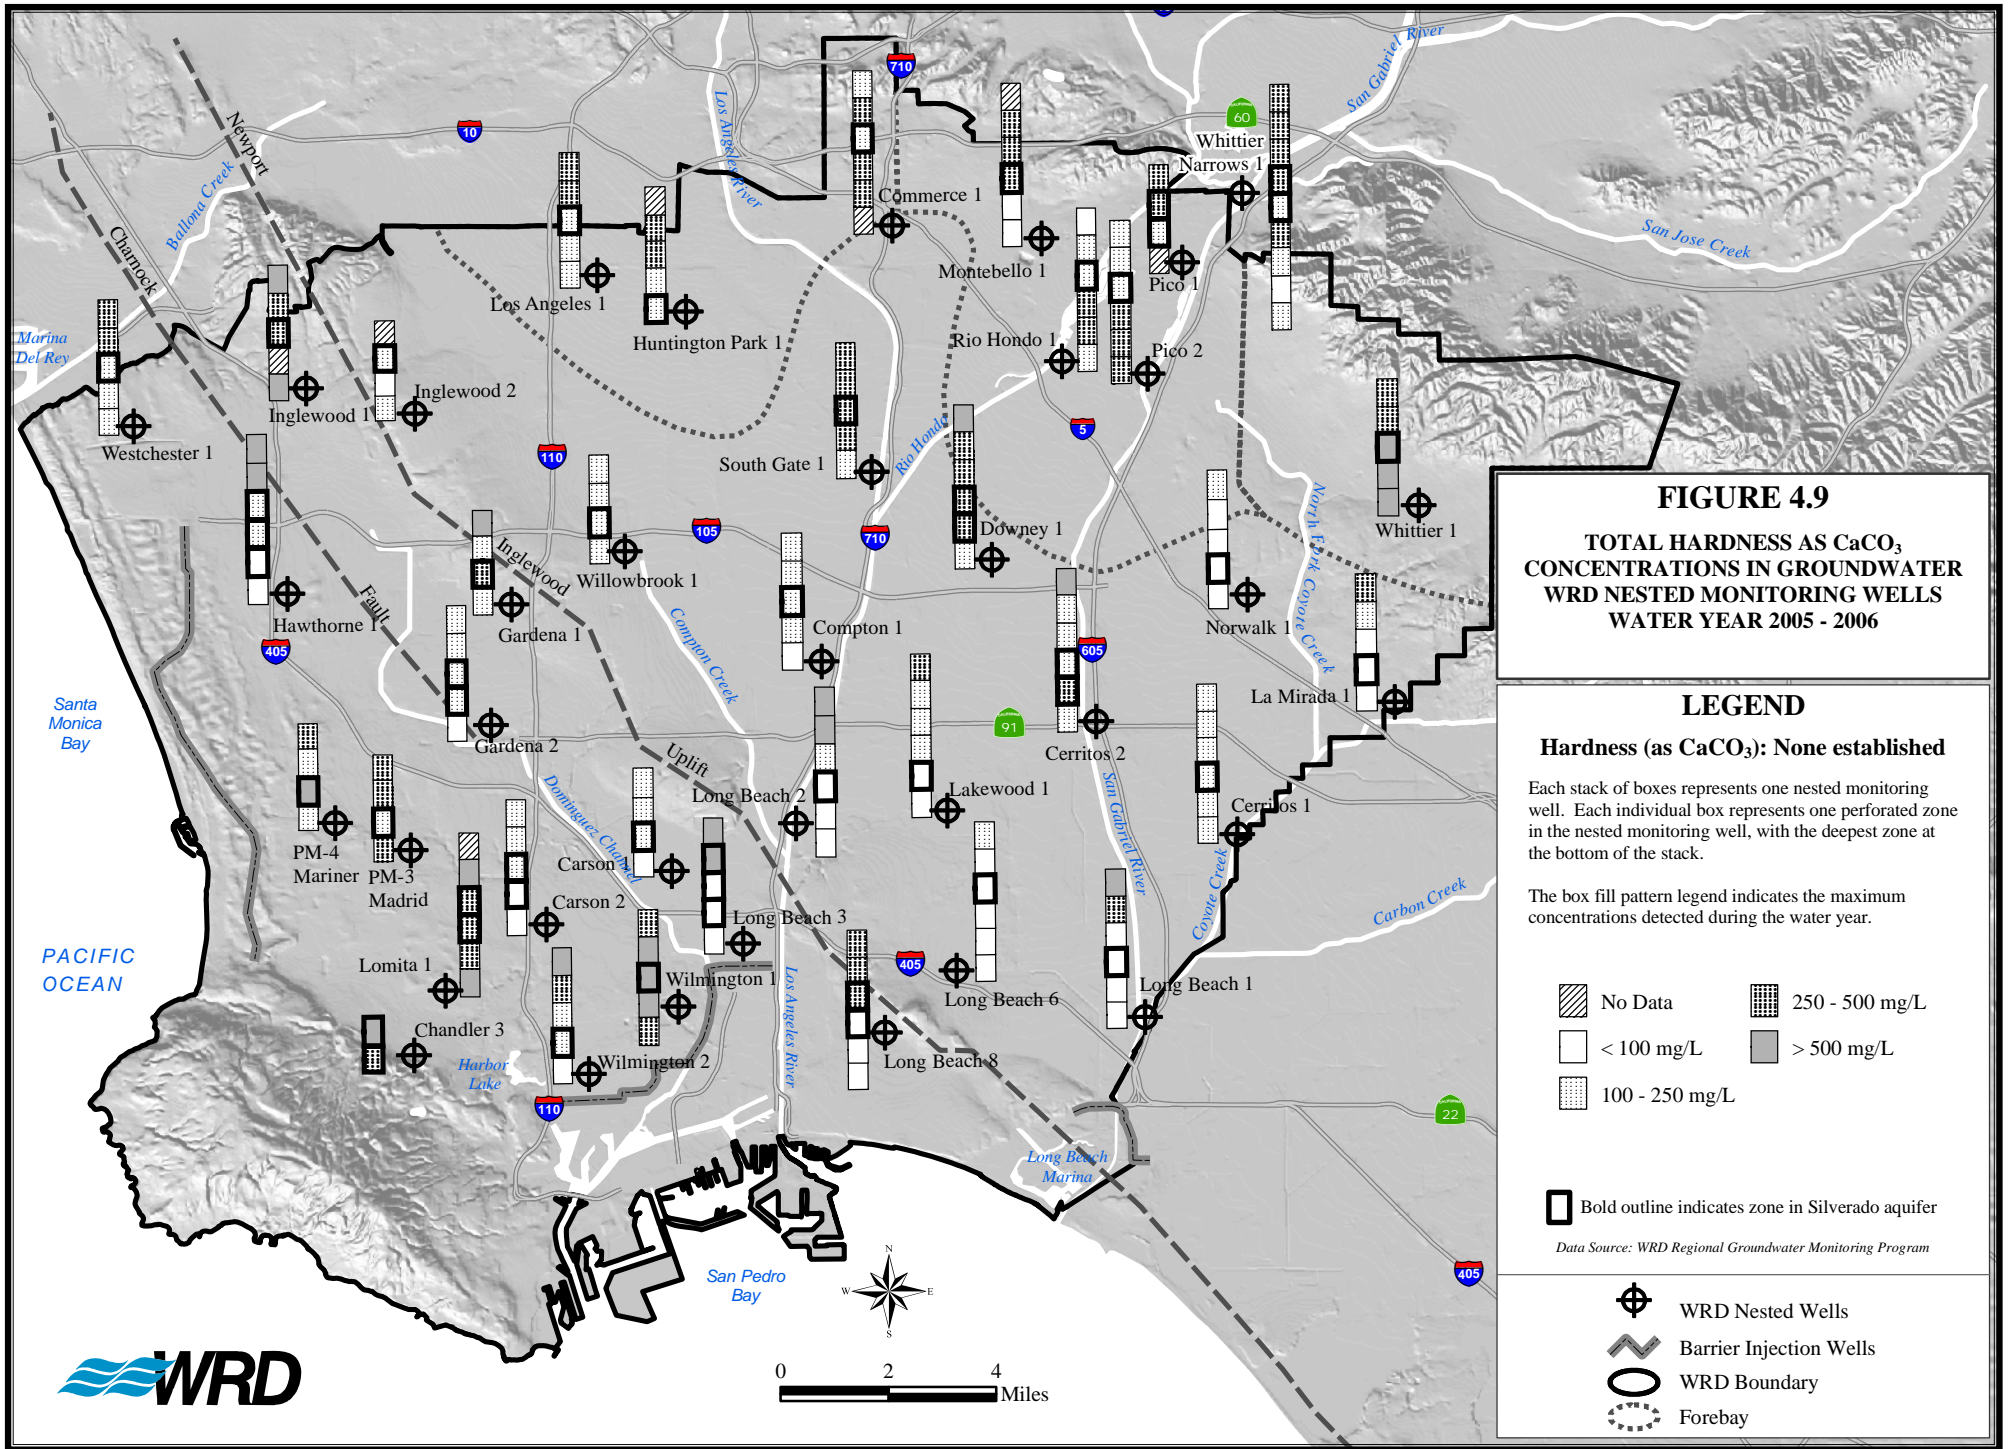 710
San Gabriel River
CALIFORNIA
60
Los Angeles River
10
Newport
Whittier
Narrows 1
Ballona Creek
Commerce 1
San Jose Creek
Charnock
Montebello 1
Pico 1
Los Angeles 1
Huntington Park 1
Rio Hondo 1
Pico 2
Marina
Del Rey
Inglewood 1
Inglewood 2
Westchester 1
110
South Gate 1
Rio Hondo
5
Whittier 1
105
710
Downey 1
North Fork Coyote Creek
Inglewood
Willowbrook 1
Fault
Hawthorne 1
Gardena 1
Compton Creek
Compton 1
Norwalk 1
405
605
La Mirada 1
Santa
Monica
Bay
Gardena 2
91
Cerritos 2
Uplift
Dominguez Channel
Long Beach 2
Lakewood 1
San Gabriel River
Cerritos 1
PM-4
Mariner
PM-3
Madrid
Carson 1
Carson 2
Long Beach 3
Coyote Creek
Carbon Creek
PACIFIC
OCEAN
Lomita 1
Wilmington 1
405
Los Angeles River
Long Beach 6
Long Beach 1
Chandler 3
Long Beach 8
Harbor
Lake
Wilmington 2
110
CALIFORNIA
22
Long Beach
Marina
San Pedro
Bay
N
W
E
S
405
0 2 4
Miles
WRD
FIGURE 4.9
TOTAL HARDNESS AS CaCO₃
CONCENTRATIONS IN GROUNDWATER
WRD NESTED MONITORING WELLS
WATER YEAR 2005 - 2006
LEGEND
Hardness (as CaCO₃): None established
Each stack of boxes represents one nested monitoring
well. Each individual box represents one perforated zone
in the nested monitoring well, with the deepest zone at
the bottom of the stack.
The box fill pattern legend indicates the maximum
concentrations detected during the water year.
No Data
250 - 500 mg/L
< 100 mg/L
> 500 mg/L
100 - 250 mg/L
Bold outline indicates zone in Silverado aquifer
Data Source: WRD Regional Groundwater Monitoring Program
WRD Nested Wells
Barrier Injection Wells
WRD Boundary
Forebay